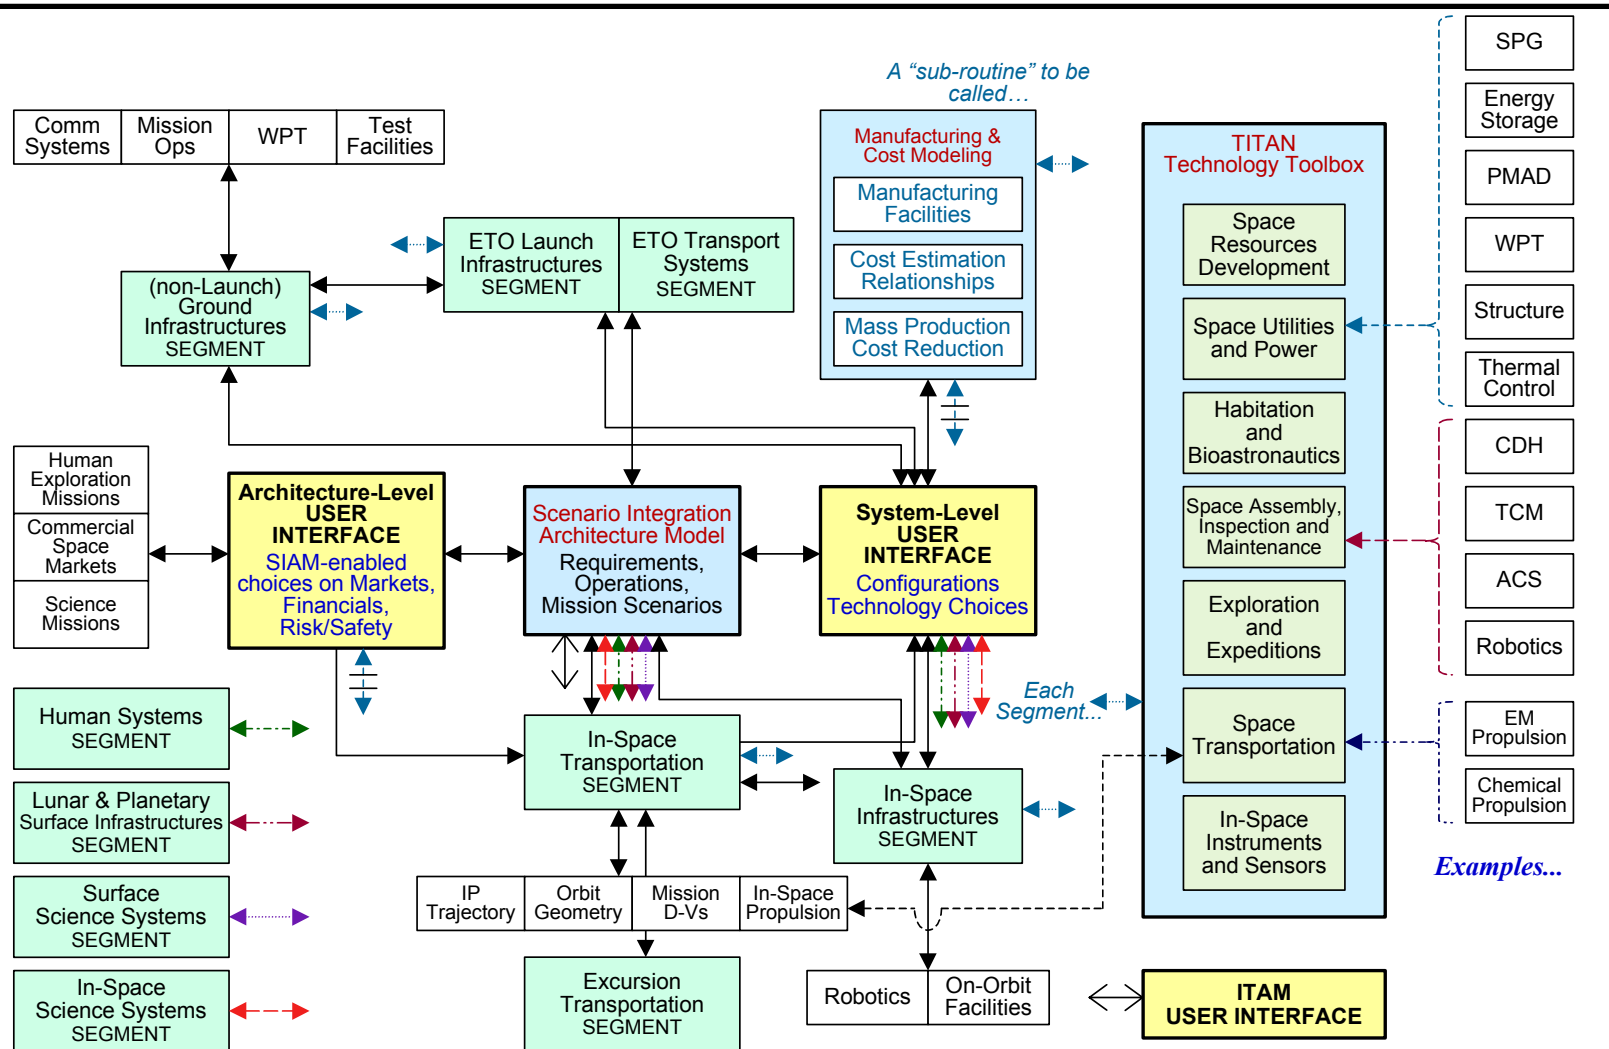 SPG
Energy
Storage
PMAD
WPT
Structure
Thermal
Control
CDH
TCM
ACS
Robotics
EM
Propulsion
Chemical
Propulsion
Examples...
A “sub-routine” to be
called…
Manufacturing &
Cost Modeling
Manufacturing
Facilities
Cost Estimation
Relationships
Mass Production
Cost Reduction
TITAN
Technology Toolbox
Space
Resources
Development
Space Utilities
and Power
Habitation
and
Bioastronautics
Space Assembly,
Inspection and
Maintenance
Exploration
and
Expeditions
Space
Transportation
In-Space
Instruments
and Sensors
Comm
Systems
Mission
Ops
WPT
Test
Facilities
ETO Launch
Infrastructures
SEGMENT
ETO Transport
Systems
SEGMENT
(non-Launch)
Ground
Infrastructures
SEGMENT
Human
Exploration
Missions
Commercial
Space
Markets
Science
Missions
Architecture-Level
USER
INTERFACE
SIAM-enabled
choices on Markets,
Financials,
Risk/Safety
Scenario Integration
Architecture Model
Requirements,
Operations,
Mission Scenarios
System-Level
USER
INTERFACE
Configurations
Technology Choices
Each
Segment...
Human Systems
SEGMENT
Lunar & Planetary
Surface Infrastructures
SEGMENT
Surface
Science Systems
SEGMENT
In-Space
Science Systems
SEGMENT
In-Space
Transportation
SEGMENT
In-Space
Infrastructures
SEGMENT
IP
Trajectory
Orbit
Geometry
Mission
D-Vs
In-Space
Propulsion
Excursion
Transportation
SEGMENT
Robotics
On-Orbit
Facilities
ITAM
USER INTERFACE